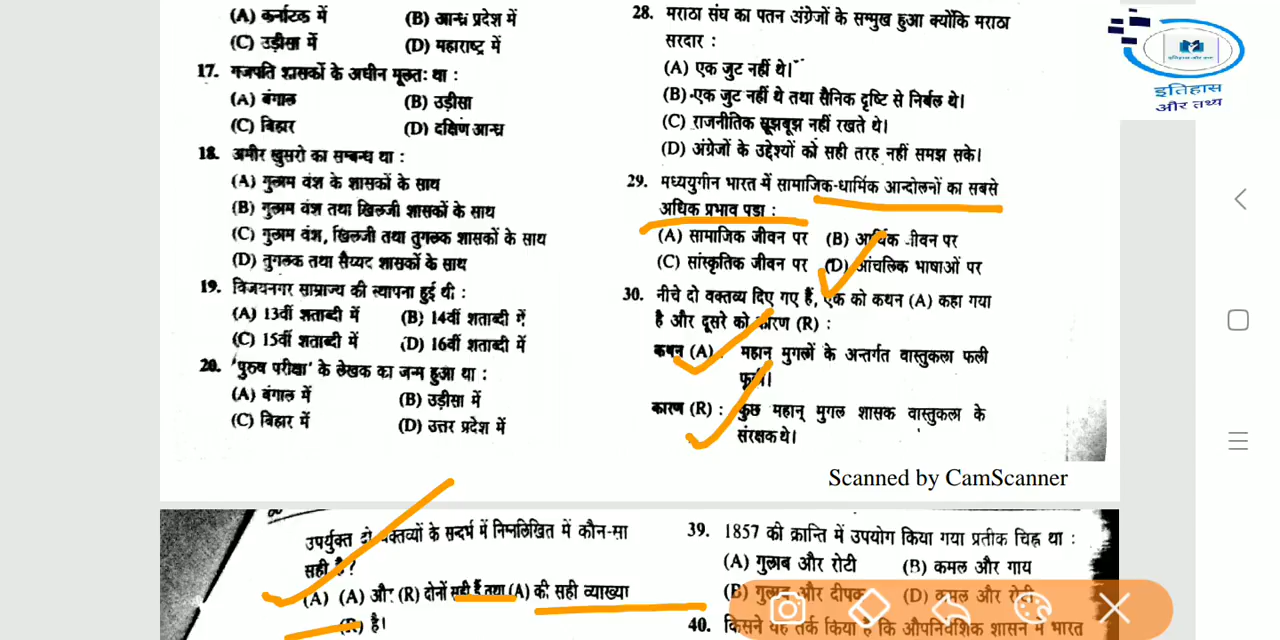 (A) कर्नाटक में (B) आन्ध्र प्रदेश में
(C) उड़ीसा में (D) महाराष्ट्र में
17. गजपति शासकों के अधीन मूलतः था :
(A) बंगाल (B) उड़ीसा
(C) बिहार (D) दक्षिण आन्ध्र
18. अमीर खुसरो का सम्बन्ध था :
(A) गुलाम वंश के शासकों के साथ
(B) गुलाम वंश तथा खिलजी शासकों के साथ
(C) गुलाम वंश, खिलजी तथा तुगलक शासकों के साथ
(D) तुगलक तथा सैय्यद शासकों के साथ
19. विजयनगर साम्राज्य की स्थापना हुई थी :
(A) 13वीं शताब्दी में (B) 14वीं शताब्दी में
(C) 15वीं शताब्दी में (D) 16वीं शताब्दी में
20. 'पुरुष परीक्षा' के लेखक का जन्म हुआ था :
(A) बंगाल में (B) उड़ीसा में
(C) बिहार में (D) उत्तर प्रदेश में
28. मराठा संघ का पतन अंग्रेजों के सम्मुख हुआ क्योंकि मराठा
सरदार :
(A) एक जुट नहीं थे।
(B) एक जुट नहीं थे तथा सैनिक दृष्टि से निर्बल थे।
(C) राजनीतिक सूझबूझ नहीं रखते थे।
(D) अंग्रेजों के उद्देश्यों को सही तरह नहीं समझ सके।
29. मध्ययुगीन भारत में सामाजिक-धार्मिक आन्दोलनों का सबसे
अधिक प्रभाव पड़ा :
(A) सामाजिक जीवन पर (B) आर्थिक जीवन पर
(C) सांस्कृतिक जीवन पर (D) आंचलिक भाषाओं पर
30. नीचे दो वक्तव्य दिए गए हैं, एक को कथन (A) कहा गया
है और दूसरे को कारण (R) :
कथन (A) : महान् मुगलों के अन्तर्गत वास्तुकला फली
फूली।
कारण (R) : कुछ महान् मुगल शासक वास्तुकला के
संरक्षक थे।
Scanned by CamScanner
इतिहास और तथ्य
इतिहास
और तथ्य
उपर्युक्त दो वक्तव्यों के सन्दर्भ में निम्नलिखित में कौन-सा
सही है?
(A) (A) और (R) दोनों सही हैं तथा (A) की सही व्याख्या
(R) है।
39. 1857 की क्रान्ति में उपयोग किया गया प्रतीक चिह्न था :
(A) गुलाब और रोटी (B) कमल और गाय
(B) गुलाब और दीपक (D) कमल और रोटी
40. किसने यह तर्क किया है कि औपनिवेशिक शासन में भारत